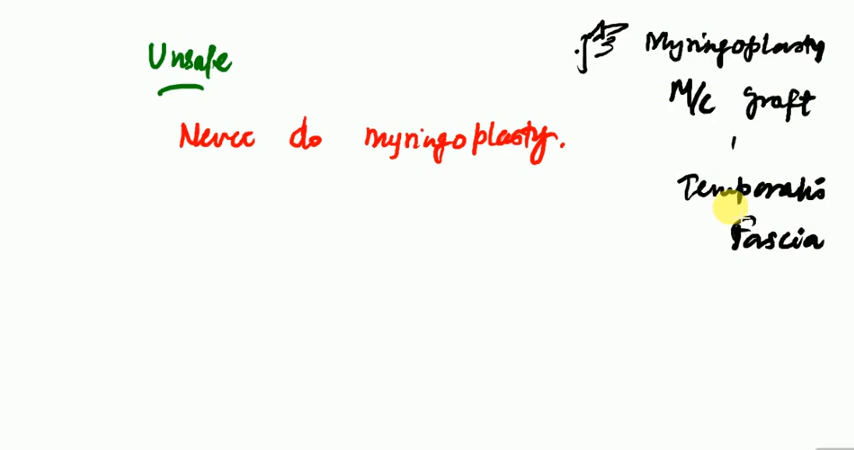 Unsafe
Never do myringoplasty.
Myringoplasty
M/C graft
Temporalis
Fascia